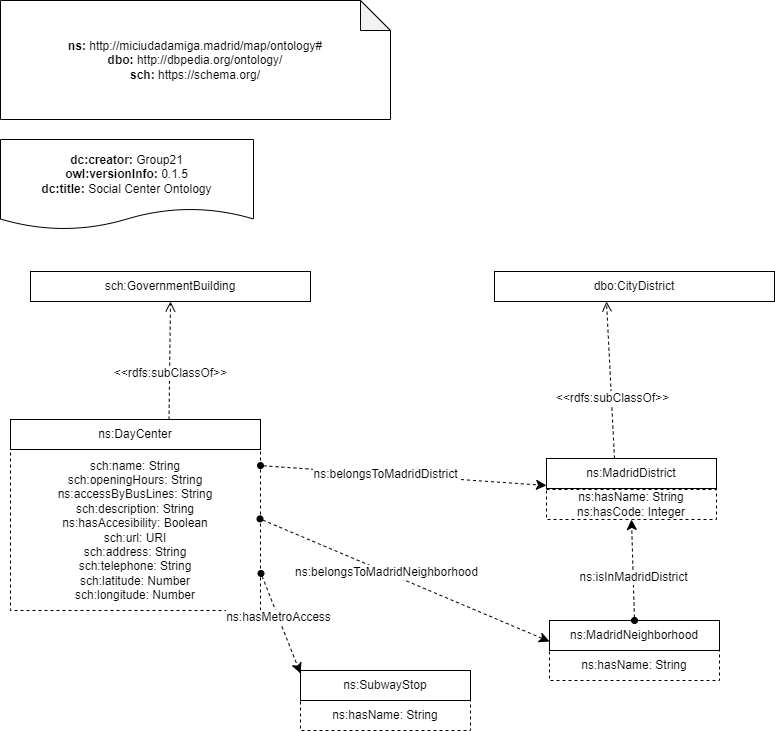 ns: http://miciudadamiga.madrid/map/ontology#
dbo: http://dbpedia.org/ontology/
sch: https://schema.org/
dc:creator: Group21
owl:versionInfo: 0.1.5
dc:title: Social Center Ontology
sch:GovernmentBuilding
dbo:CityDistrict
<<rdfs:subClassOf>>
<<rdfs:subClassOf>>
ns:DayCenter
sch:name: String
sch:openingHours: String
ns:accessByBusLines: String
sch:description: String
ns:hasAccesibility: Boolean
sch:url: URI
sch:address: String
sch:telephone: String
sch:latitude: Number
sch:longitude: Number
ns:belongsToMadridDistrict
ns:MadridDistrict
ns:hasName: String
ns:hasCode: Integer
ns:belongsToMadridNeighborhood
ns:isInMadridDistrict
ns:hasMetroAccess
ns:MadridNeighborhood
ns:hasName: String
ns:SubwayStop
ns:hasName: String